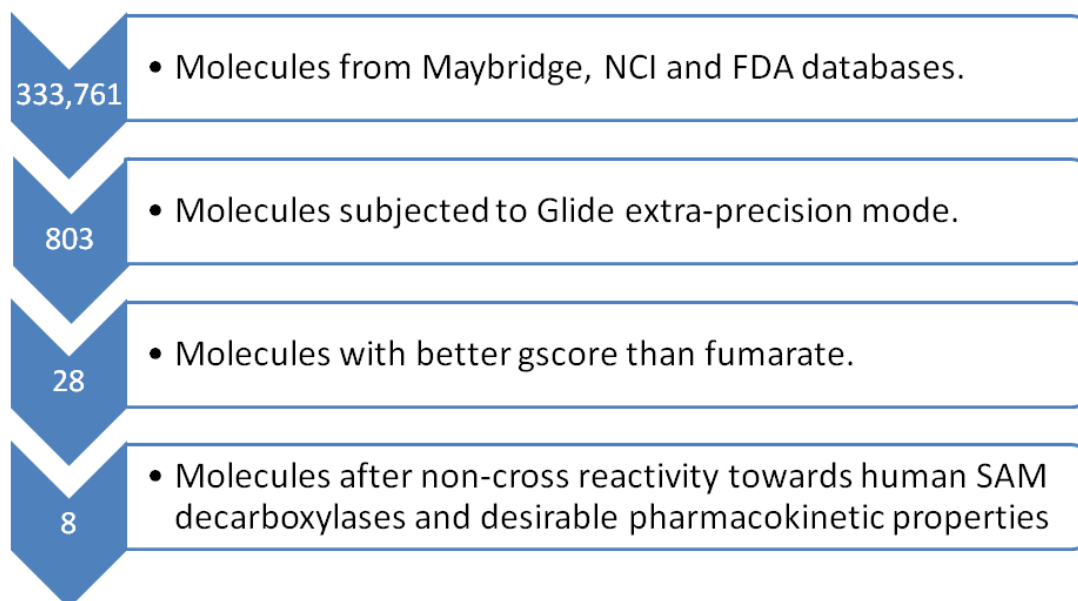 333,761
• Molecules from Maybridge, NCI and FDA databases.
803
• Molecules subjected to Glide extra-precision mode.
28
• Molecules with better gscore than fumarate.
8
• Molecules after non-cross reactivity towards human SAM
decarboxylases and desirable pharmacokinetic properties